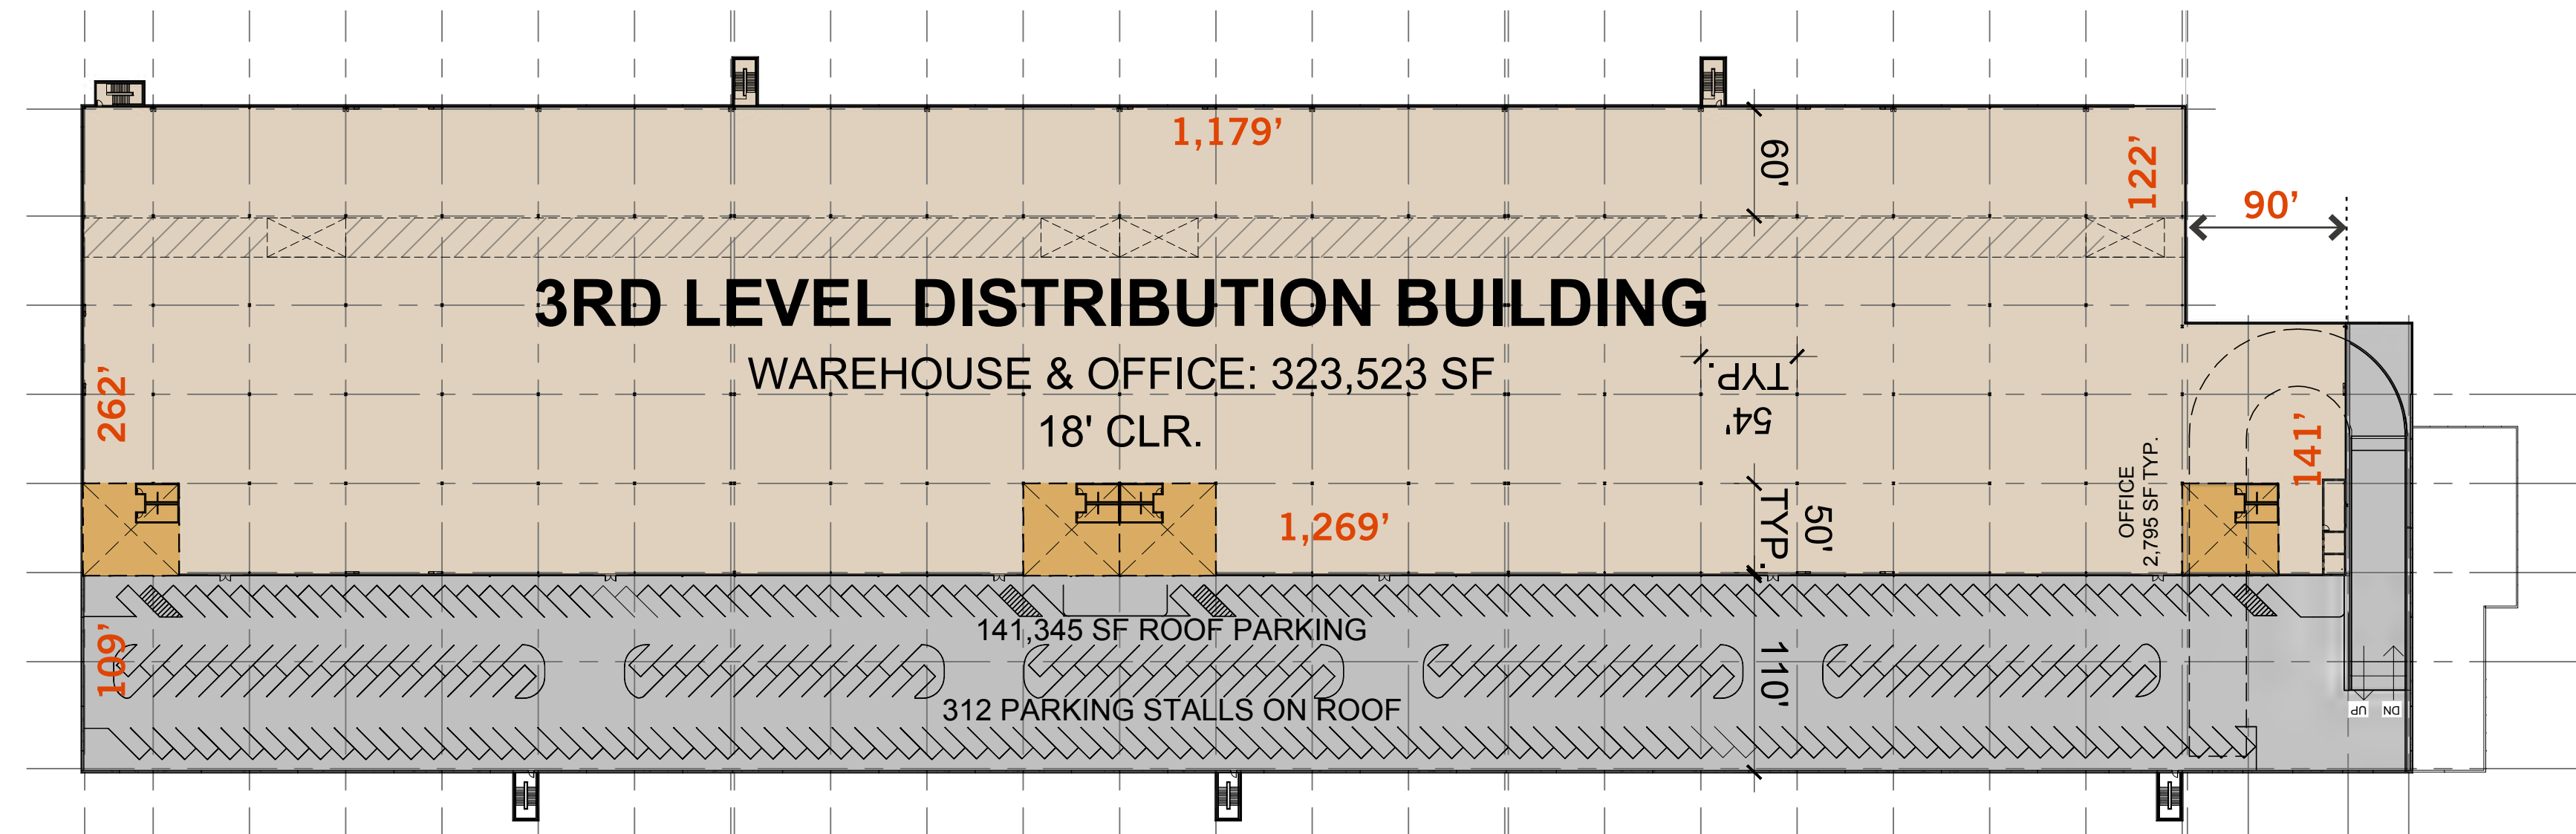 1,179'
60'
122'
90'
3RD LEVEL DISTRIBUTION BUILDING
WAREHOUSE & OFFICE: 323,523 SF
18' CLR.
262'
54'
TYP.
141'
OFFICE
2,795 SF TYP.
1,269'
50'
TYP.
141,345 SF ROOF PARKING
109'
110'
312 PARKING STALLS ON ROOF
UP
DN